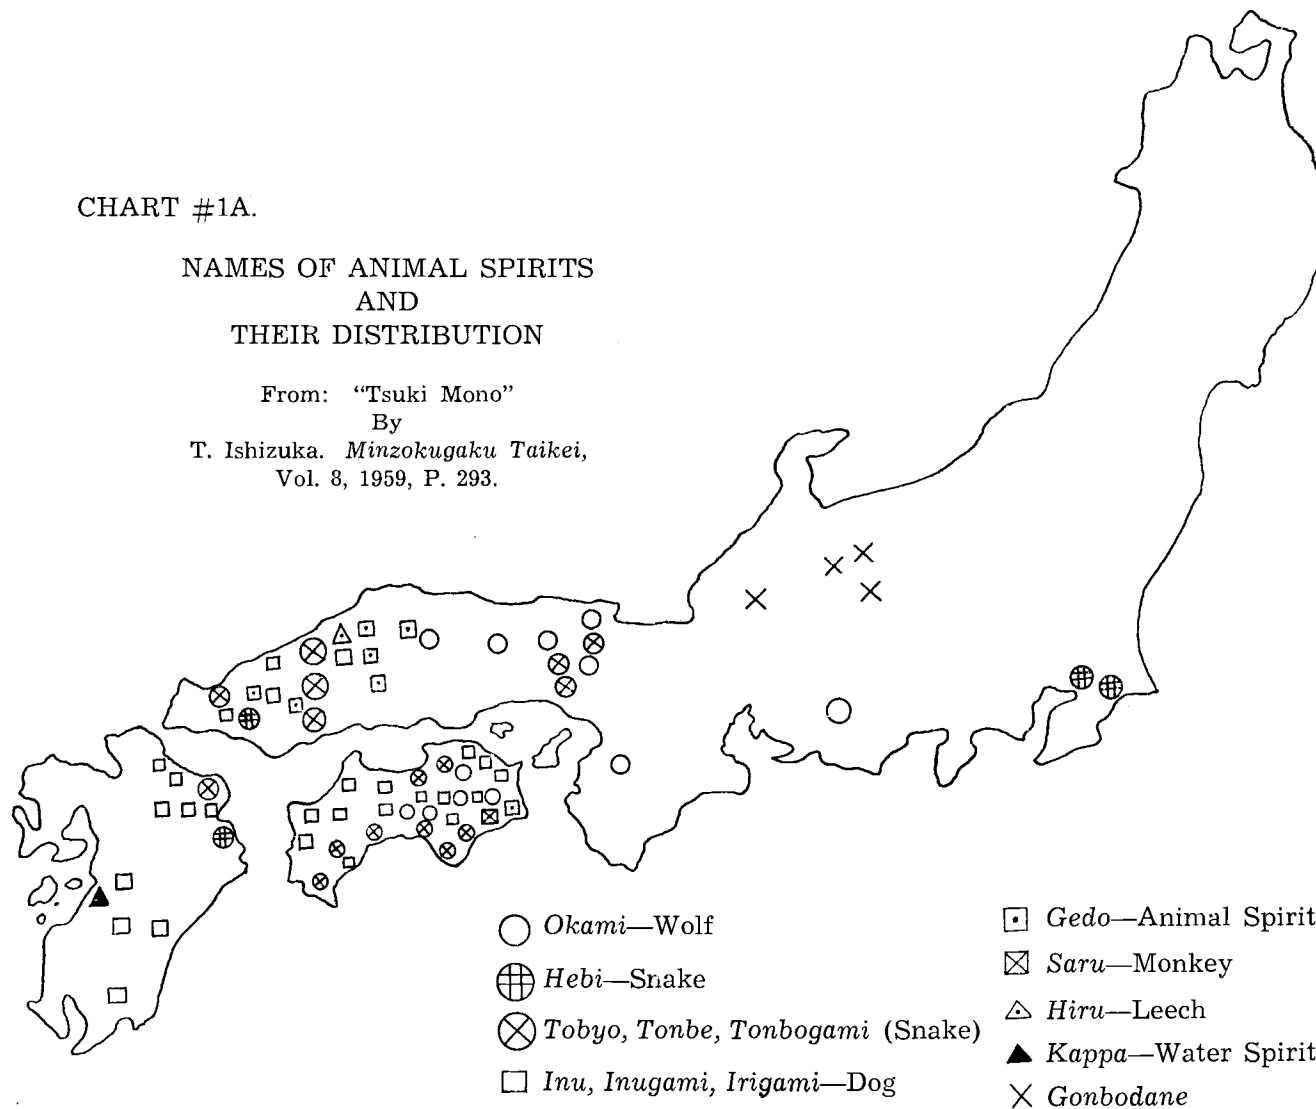 CHART #1A.
NAMES OF ANIMAL SPIRITS
AND
THEIR DISTRIBUTION
From: “Tsuki Mono”
By
T. Ishizuka. Minzokugaku Taikei,
Vol. 8, 1959, P. 293.
Okami—Wolf
Hebi—Snake
Tobyo, Tonbe, Tonbogami (Snake)
Inu, Inugami, Irigami—Dog
Gedo—Animal Spirit
Saru—Monkey
Hiru—Leech
Kappa—Water Spirit
Gonbodane